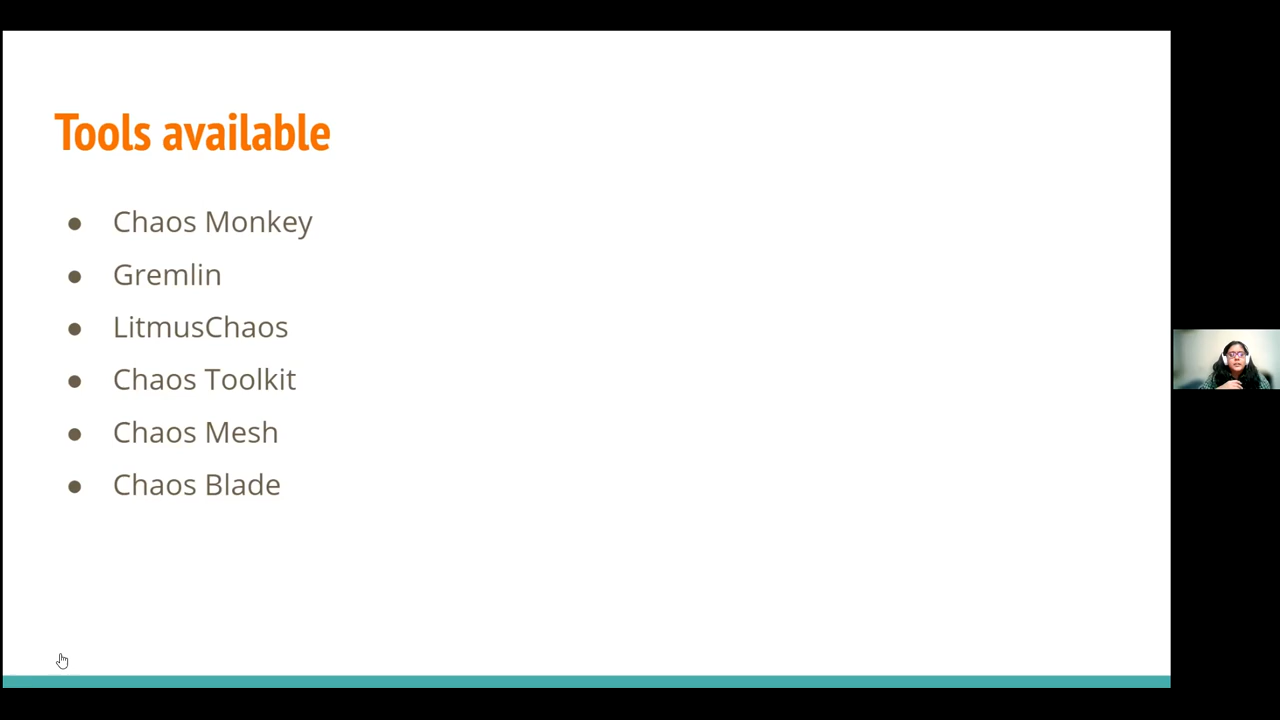 Tools available
● Chaos Monkey
● Gremlin
● LitmusChaos
● Chaos Toolkit
● Chaos Mesh
● Chaos Blade